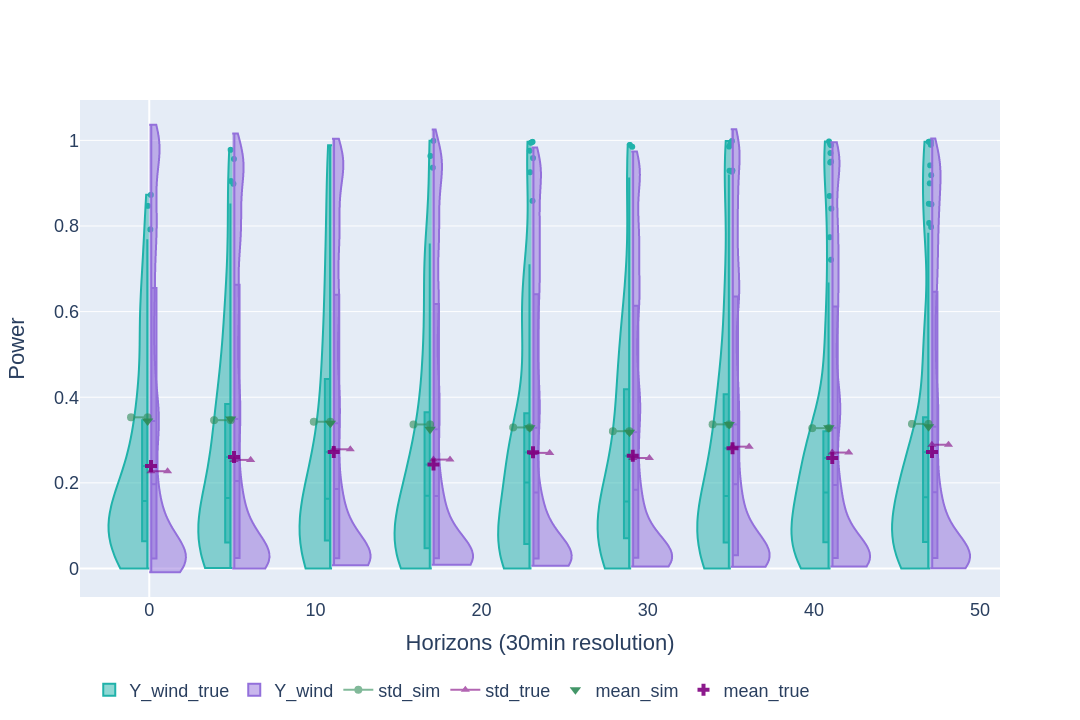 1
0.8
0.6
0.4
0.2
0
Power
0 10 20 30 40 50
Horizons (30min resolution)
Y_wind_true Y_wind std_sim std_true mean_sim mean_true